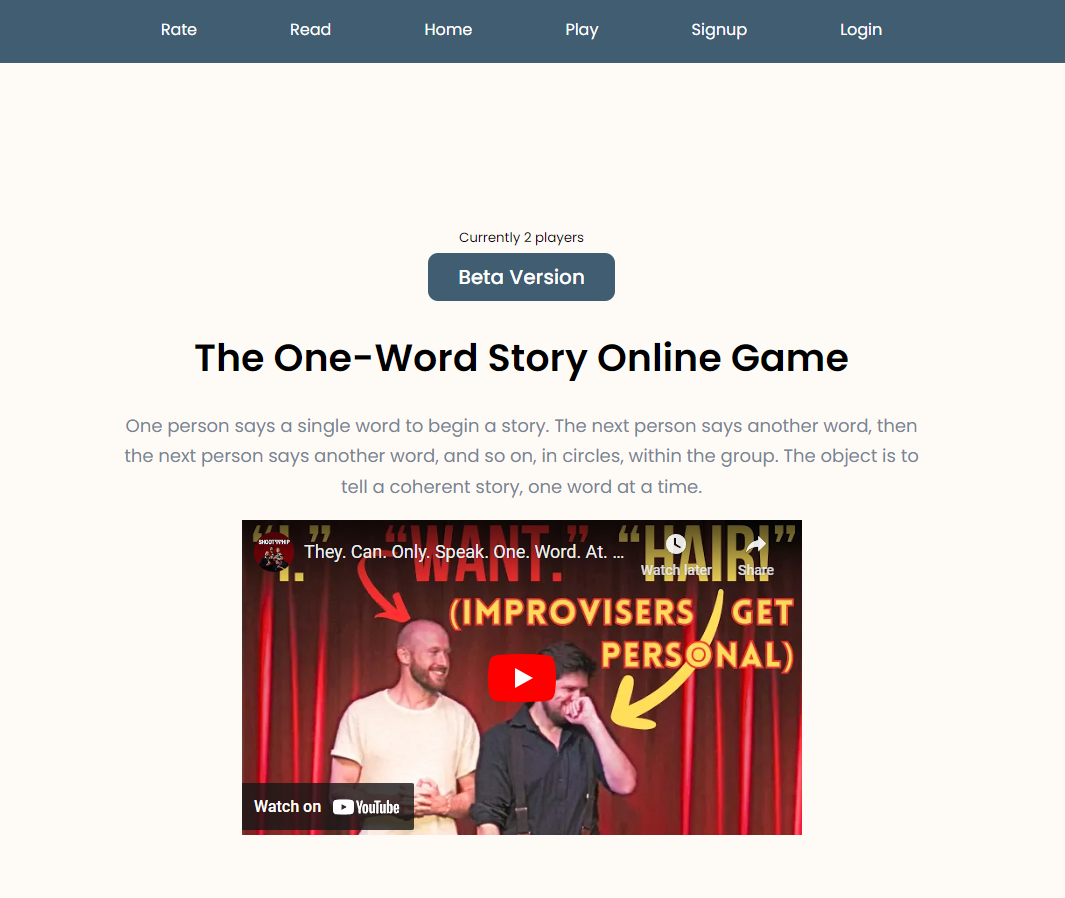 Rate Read Home Play Signup Login
Currently 2 players
Beta Version
The One-Word Story Online Game
One person says a single word to begin a story. The next person says another word, then
the next person says another word, and so on, in circles, within the group. The object is to
tell a coherent story, one word at a time.
“I.” “WANT.” “HAIR!”
SHOOT WHIP
They. Can. Only. Speak. One. Word. At. ...
Watch later Share
(IMPROVISERS GET
PERSONAL)
Watch on YouTube